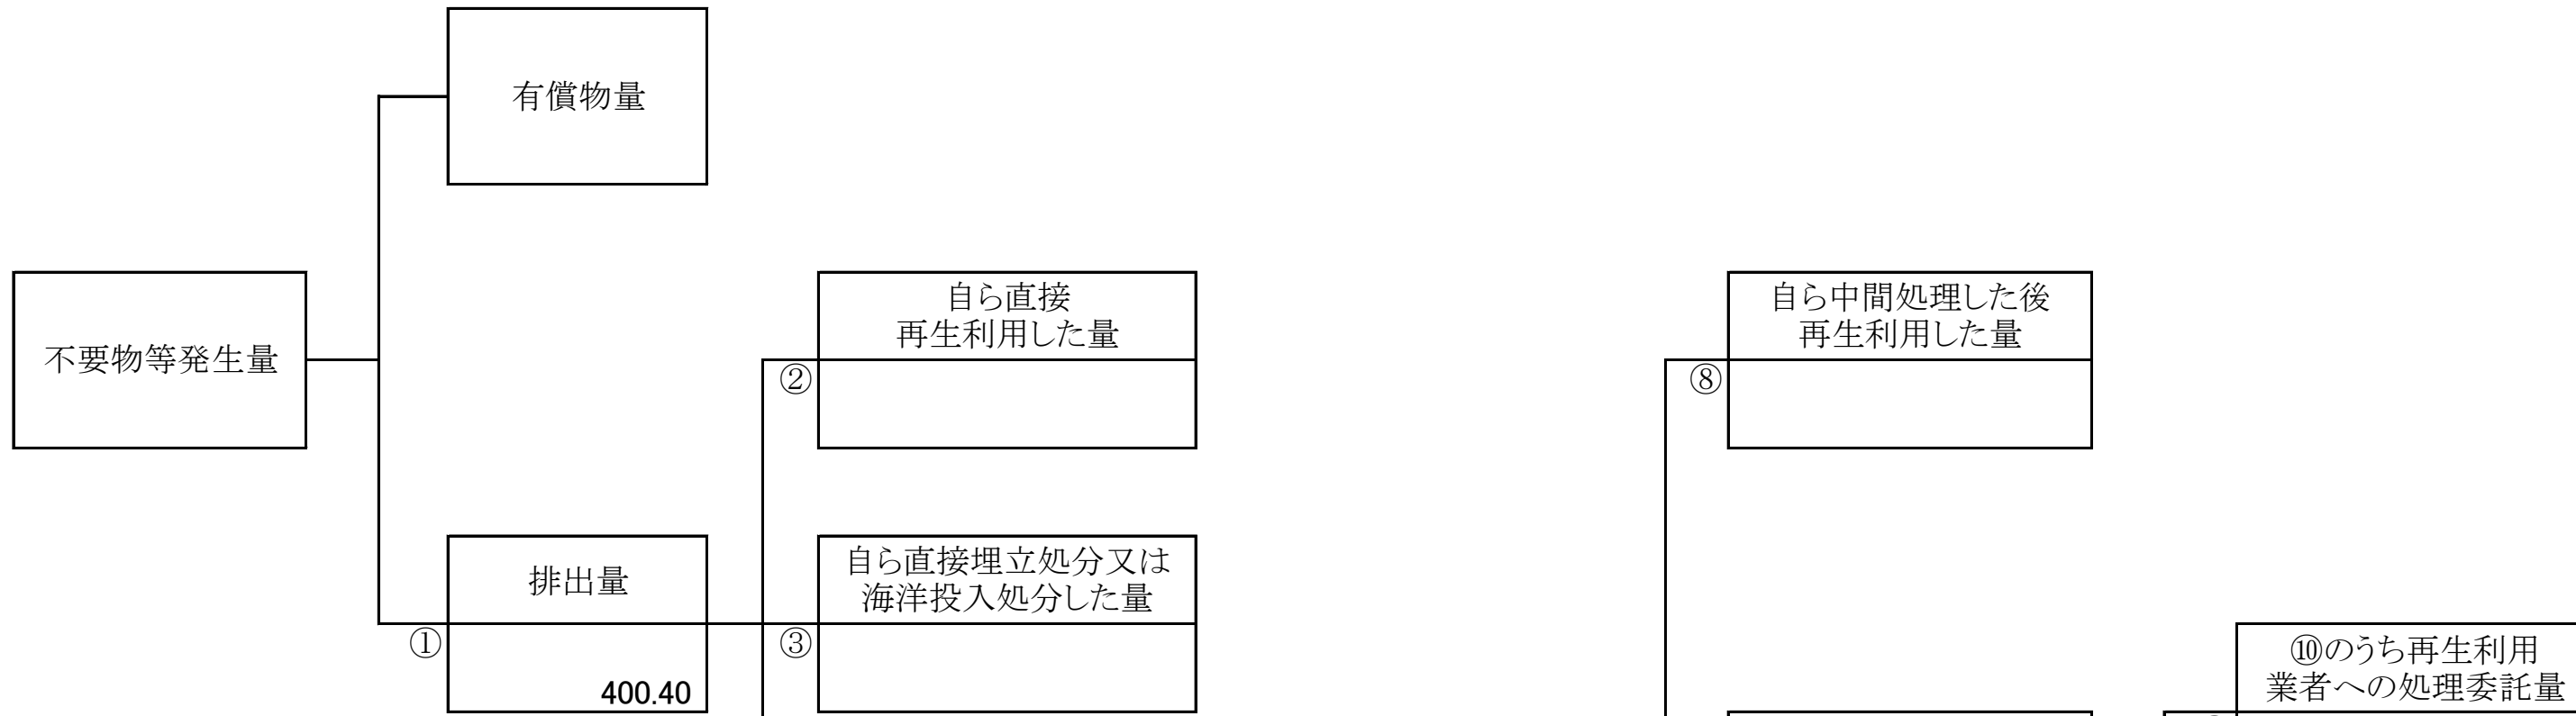 有償物量
不要物等発生量
自ら直接
再生利用した量
②
自ら中間処理した後
再生利用した量
⑧
排出量
①
400.40
自ら直接埋立処分又は
海洋投入処分した量
③
⑩のうち再生利用
業者への処理委託量